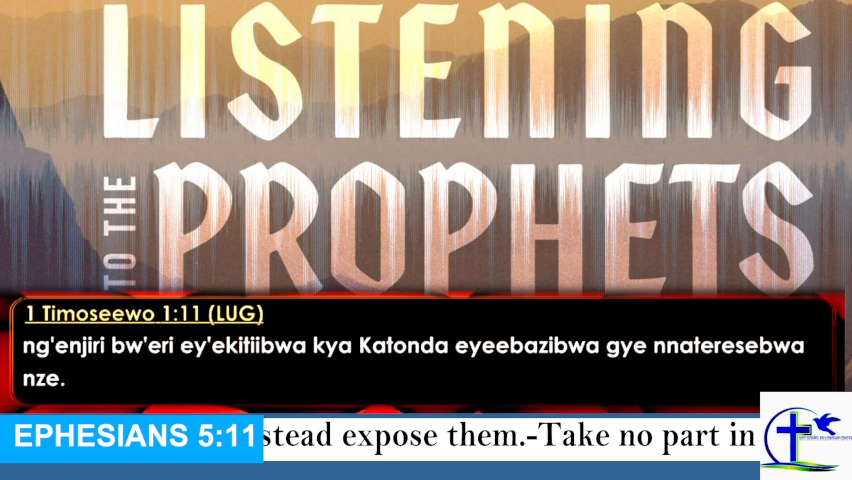 LISTENING
TO THE
PROPHETS
1 Timoseewo 1:11 (LUG)
ng'enjiri bw'eri ey'ekitiibwa kya Katonda eyeebazibwa gye nnateresebwa
nze.
EPHESIANS 5:11
stead expose them.-Take no part in